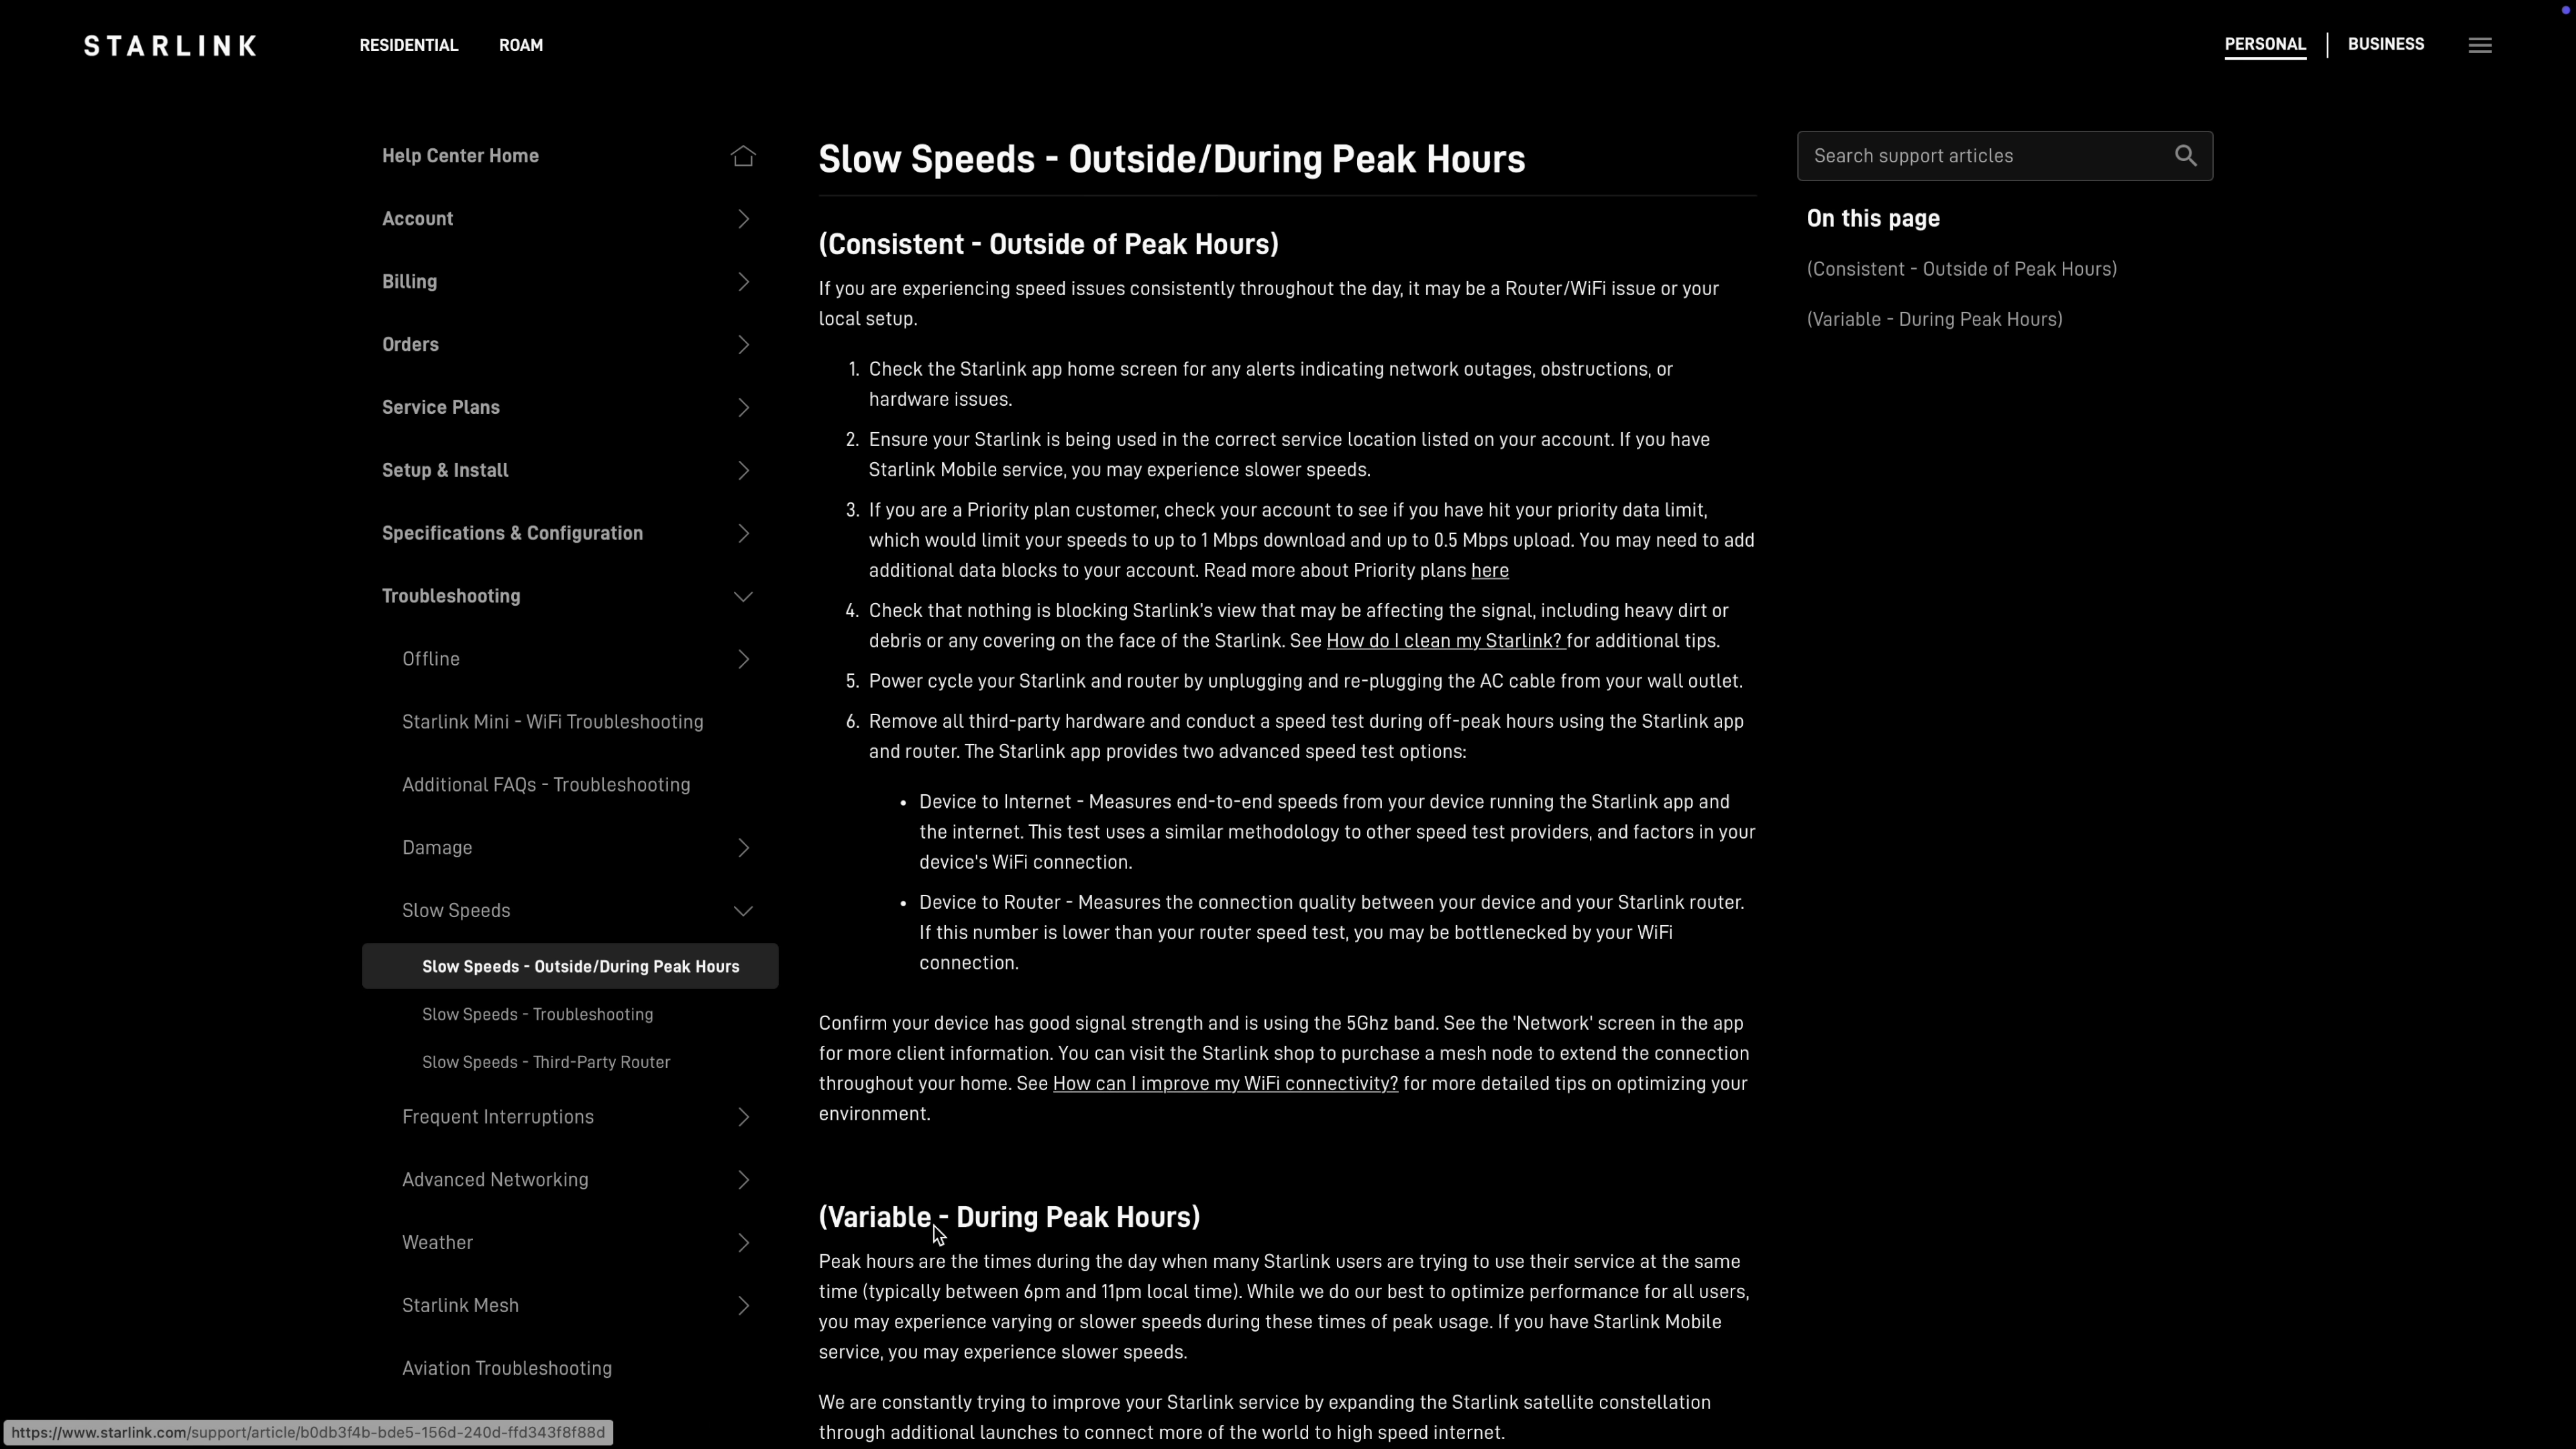 STARLINK
RESIDENTIAL
ROAM
PERSONAL
BUSINESS
Help Center Home
Account
Billing
Orders
Service Plans
Setup & Install
Specifications & Configuration
Troubleshooting
Offline
Starlink Mini - WiFi Troubleshooting
Additional FAQs - Troubleshooting
Damage
Slow Speeds
Slow Speeds - Outside/During Peak Hours
Slow Speeds - Troubleshooting
Slow Speeds - Third-Party Router
Frequent Interruptions
Advanced Networking
Weather
Starlink Mesh
Aviation Troubleshooting
Slow Speeds - Outside/During Peak Hours
(Consistent - Outside of Peak Hours)
If you are experiencing speed issues consistently throughout the day, it may be a Router/WiFi issue or your
local setup.
1. Check the Starlink app home screen for any alerts indicating network outages, obstructions, or
hardware issues.
2. Ensure your Starlink is being used in the correct service location listed on your account. If you have
Starlink Mobile service, you may experience slower speeds.
3. If you are a Priority plan customer, check your account to see if you have hit your priority data limit,
which would limit your speeds to up to 1 Mbps download and up to 0.5 Mbps upload. You may need to add
additional data blocks to your account. Read more about Priority plans here
4. Check that nothing is blocking Starlink's view that may be affecting the signal, including heavy dirt or
debris or any covering on the face of the Starlink. See How do I clean my Starlink? for additional tips.
5. Power cycle your Starlink and router by unplugging and re-plugging the AC cable from your wall outlet.
6. Remove all third-party hardware and conduct a speed test during off-peak hours using the Starlink app
and router. The Starlink app provides two advanced speed test options:
• Device to Internet - Measures end-to-end speeds from your device running the Starlink app and
the internet. This test uses a similar methodology to other speed test providers, and factors in your
device's WiFi connection.
• Device to Router - Measures the connection quality between your device and your Starlink router.
If this number is lower than your router speed test, you may be bottlenecked by your WiFi
connection.
Confirm your device has good signal strength and is using the 5Ghz band. See the 'Network' screen in the app
for more client information. You can visit the Starlink shop to purchase a mesh node to extend the connection
throughout your home. See How can I improve my WiFi connectivity? for more detailed tips on optimizing your
environment.
(Variable - During Peak Hours)
Peak hours are the times during the day when many Starlink users are trying to use their service at the same
time (typically between 6pm and 11pm local time). While we do our best to optimize performance for all users,
you may experience varying or slower speeds during these times of peak usage. If you have Starlink Mobile
service, you may experience slower speeds.
We are constantly trying to improve your Starlink service by expanding the Starlink satellite constellation
through additional launches to connect more of the world to high speed internet.
Search support articles
On this page
(Consistent - Outside of Peak Hours)
(Variable - During Peak Hours)
https://www.starlink.com/support/article/b0db3f4b-bde5-156d-240d-ffd343f8f88d